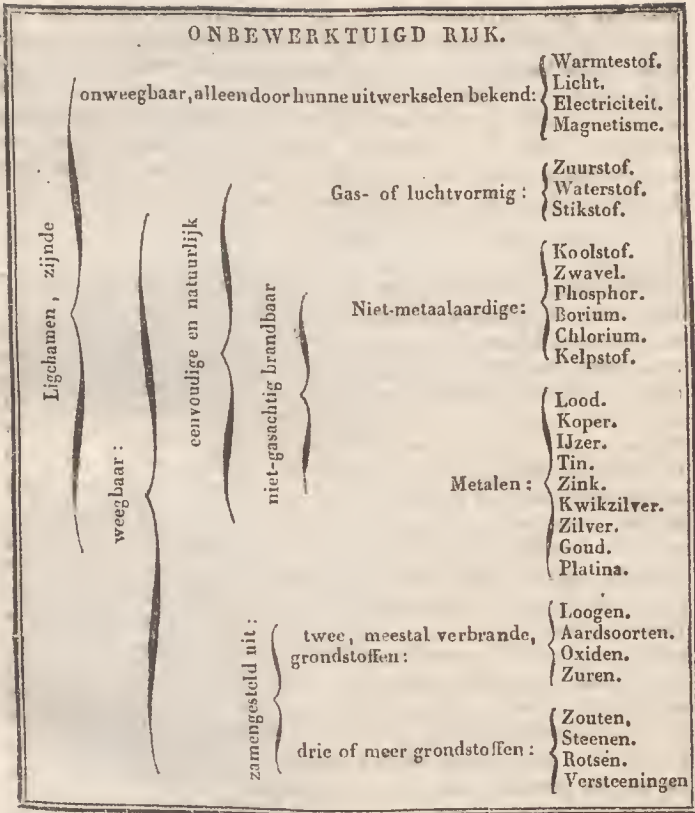 ONBEWERKTUIGD RIJK.
Ligchamen, zijnde
onweegbaar, alleen door hunne uitwerkselen bekend:
Warmtestof.
Licht.
Electriciteit.
Magnetisme.
weegbaar:
eenvoudige en natuurlijk
Gas- of luchtvormig:
Zuurstof.
Waterstof.
Stikstof.
niet-gasachtig brandbaar
Niet-metaalaardige:
Koolstof.
Zwavel.
Phosphor.
Borium.
Chlorium.
Kelpstof.
Metalen:
Lood.
Koper.
IJzer.
Tin.
Zink.
Kwikzilver.
Zilver.
Goud.
Platina.
zamengesteld uit:
twee, meestal verbrande,
grondstoffen:
Loogen.
Aardsoorten.
Oxiden.
Zuren.
drie of meer grondstoffen:
Zouten,
Steenen.
Rotsen.
Versteeningen